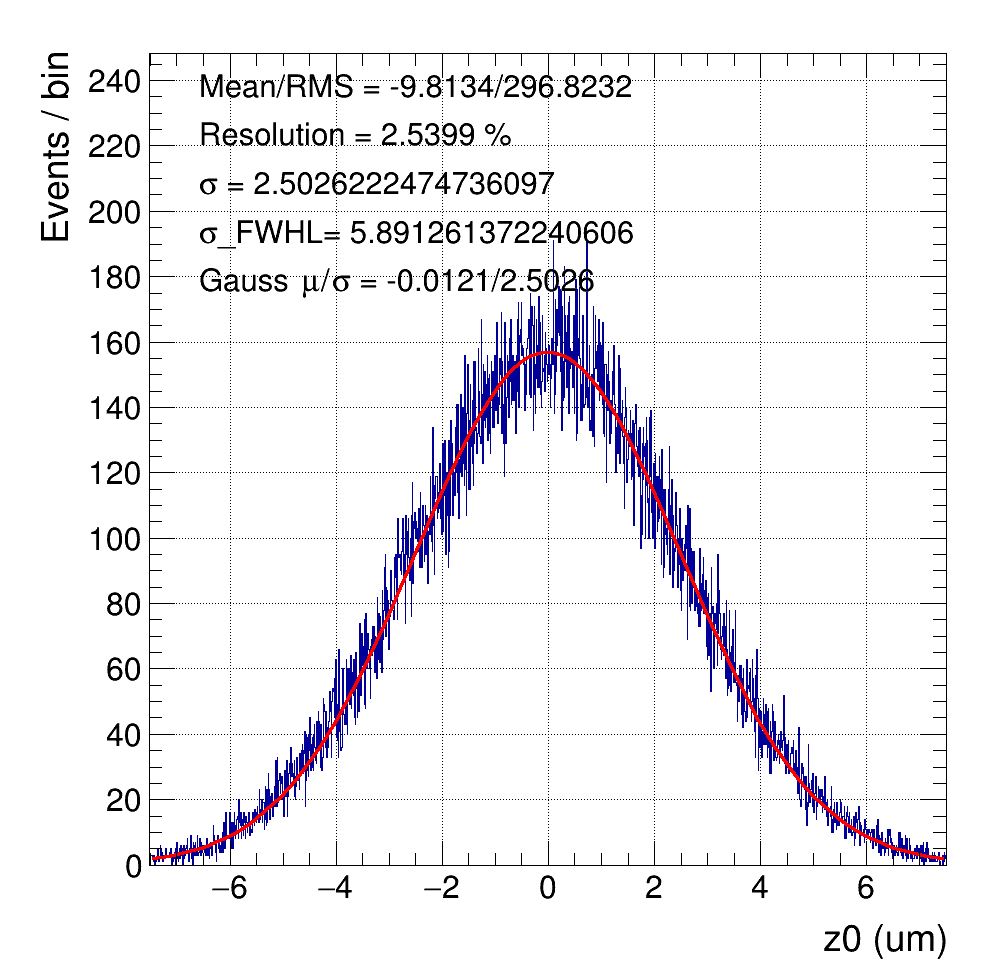 Events / bin
240
220
200
180
160
140
120
100
80
60
40
20
0
Mean/RMS = -9.8134/296.8232
Resolution = 2.5399 %
σ = 2.5026222474736097
σ_FWHL= 5.891261372240606
Gauss μ/σ = -0.0121/2.5026
−6 −4 −2 0 2 4 6
z0 (um)